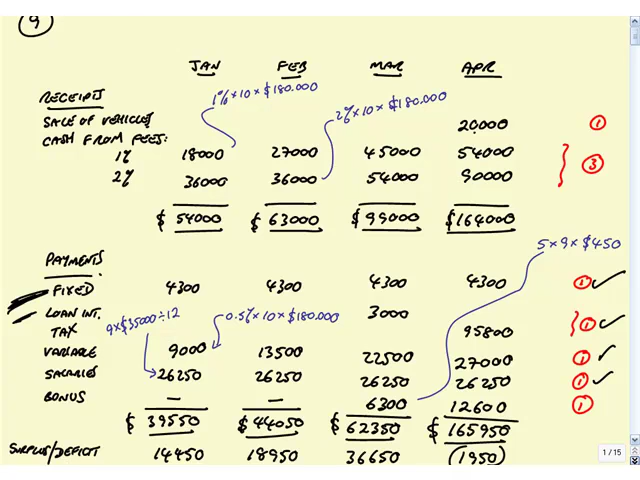 9
JAN FEB MAR APR
1% × 10 × $180.000
2% × 10 × $180.000
RECEIPTS
SALE OF VEHICLES 20.000 1
CASH FROM FEES:
1% 18000 27000 45000 54000
2% 36000 36000 54000 90000 3
$ 54000 $ 63000 $ 99000 $ 164000
5 × 9 × $450
PAYMENTS
FIXED 4300 4300 4300 4300 1
LOAN INT. 3000
9 × $35000 ÷ 12 0.5% × 10 × $180.000
TAX 95800 1
VARIABLE 9000 13500 22500 27000 1
SALARIES 26250 26250 26250 26250 1
BONUS — — 6300 12600 1
$ 39550 $ 44050 $ 62350 $ 165950
SURPLUS/DEFICIT 14450 18950 36650 (1950)
1 / 15